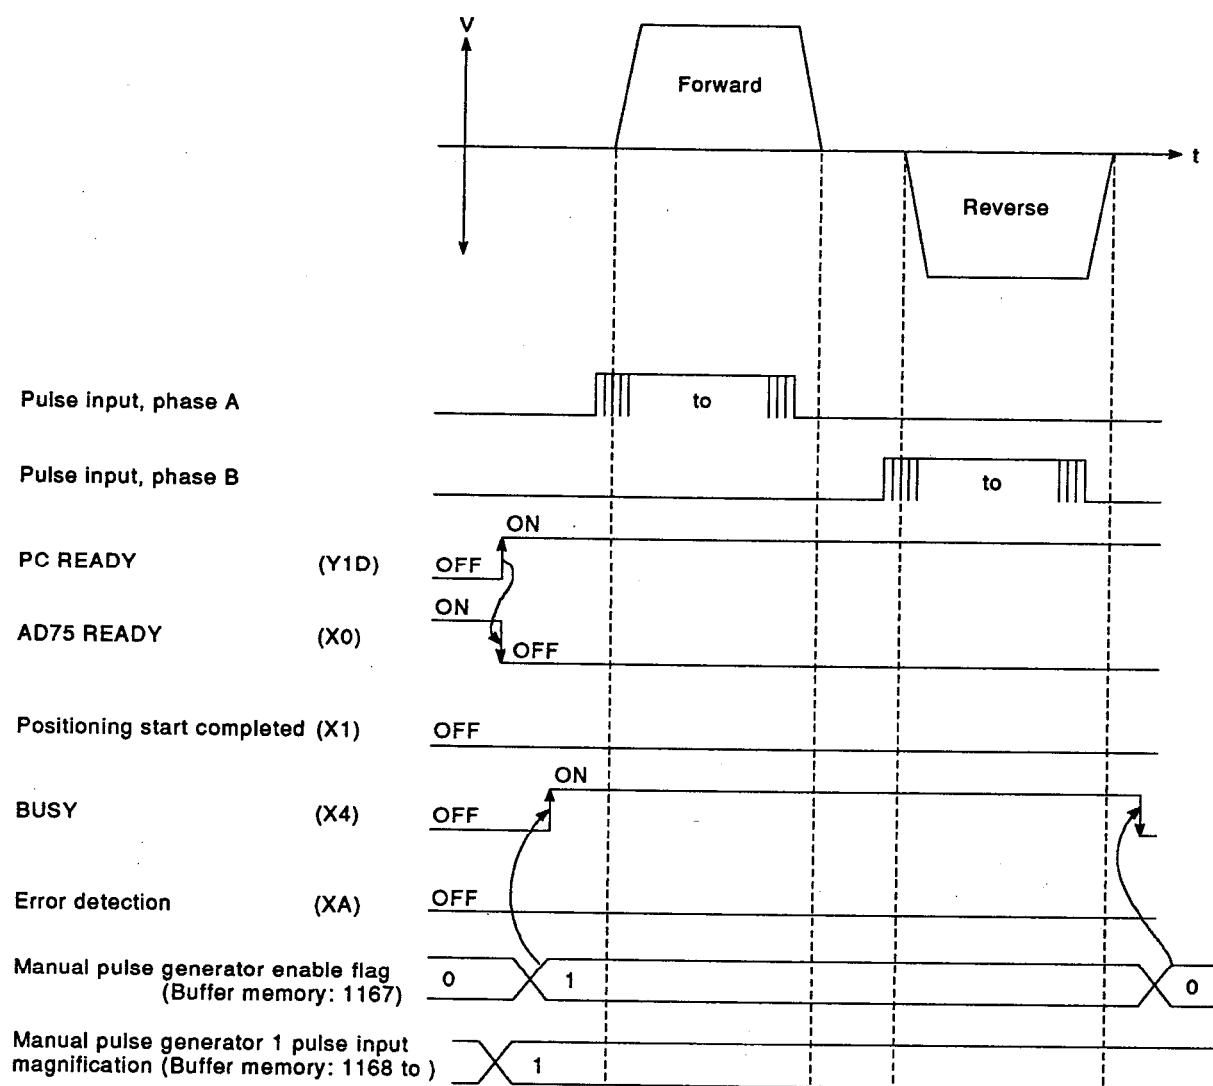 V
Forward
t
Reverse
Pulse input, phase A
to
Pulse input, phase B
to
ON
PC READY (Y1D) OFF
ON
AD75 READY (X0)
OFF
Positioning start completed (X1) OFF
ON
BUSY (X4) OFF
Error detection (XA) OFF
Manual pulse generator enable flag
(Buffer memory: 1167)
0 1 0
Manual pulse generator 1 pulse input
magnification (Buffer memory: 1168 to )
1